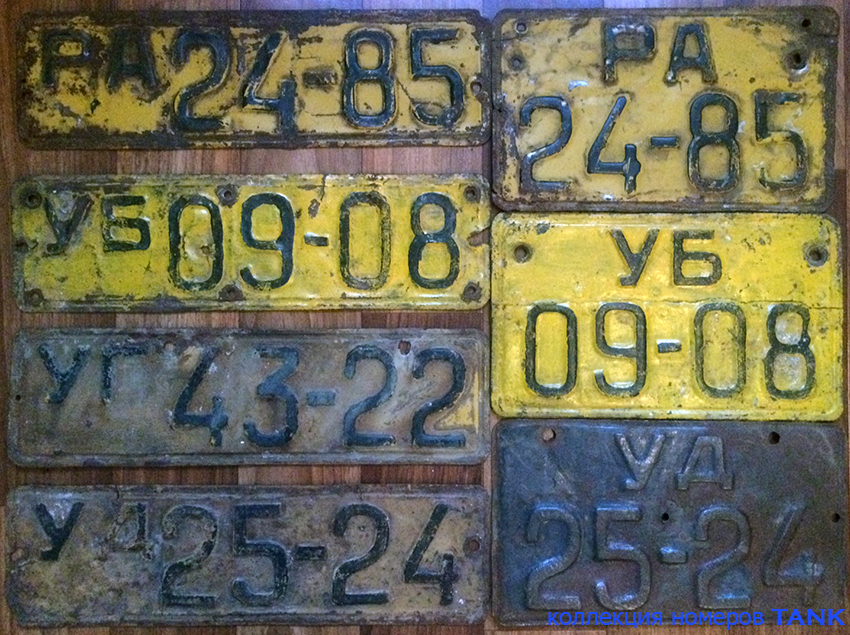 РА 24-85
РА
24-85
УБ 09-08
УБ
09-08
УГ 43-22
УД 25-24
УД
25-24
коллекция номеров TANK